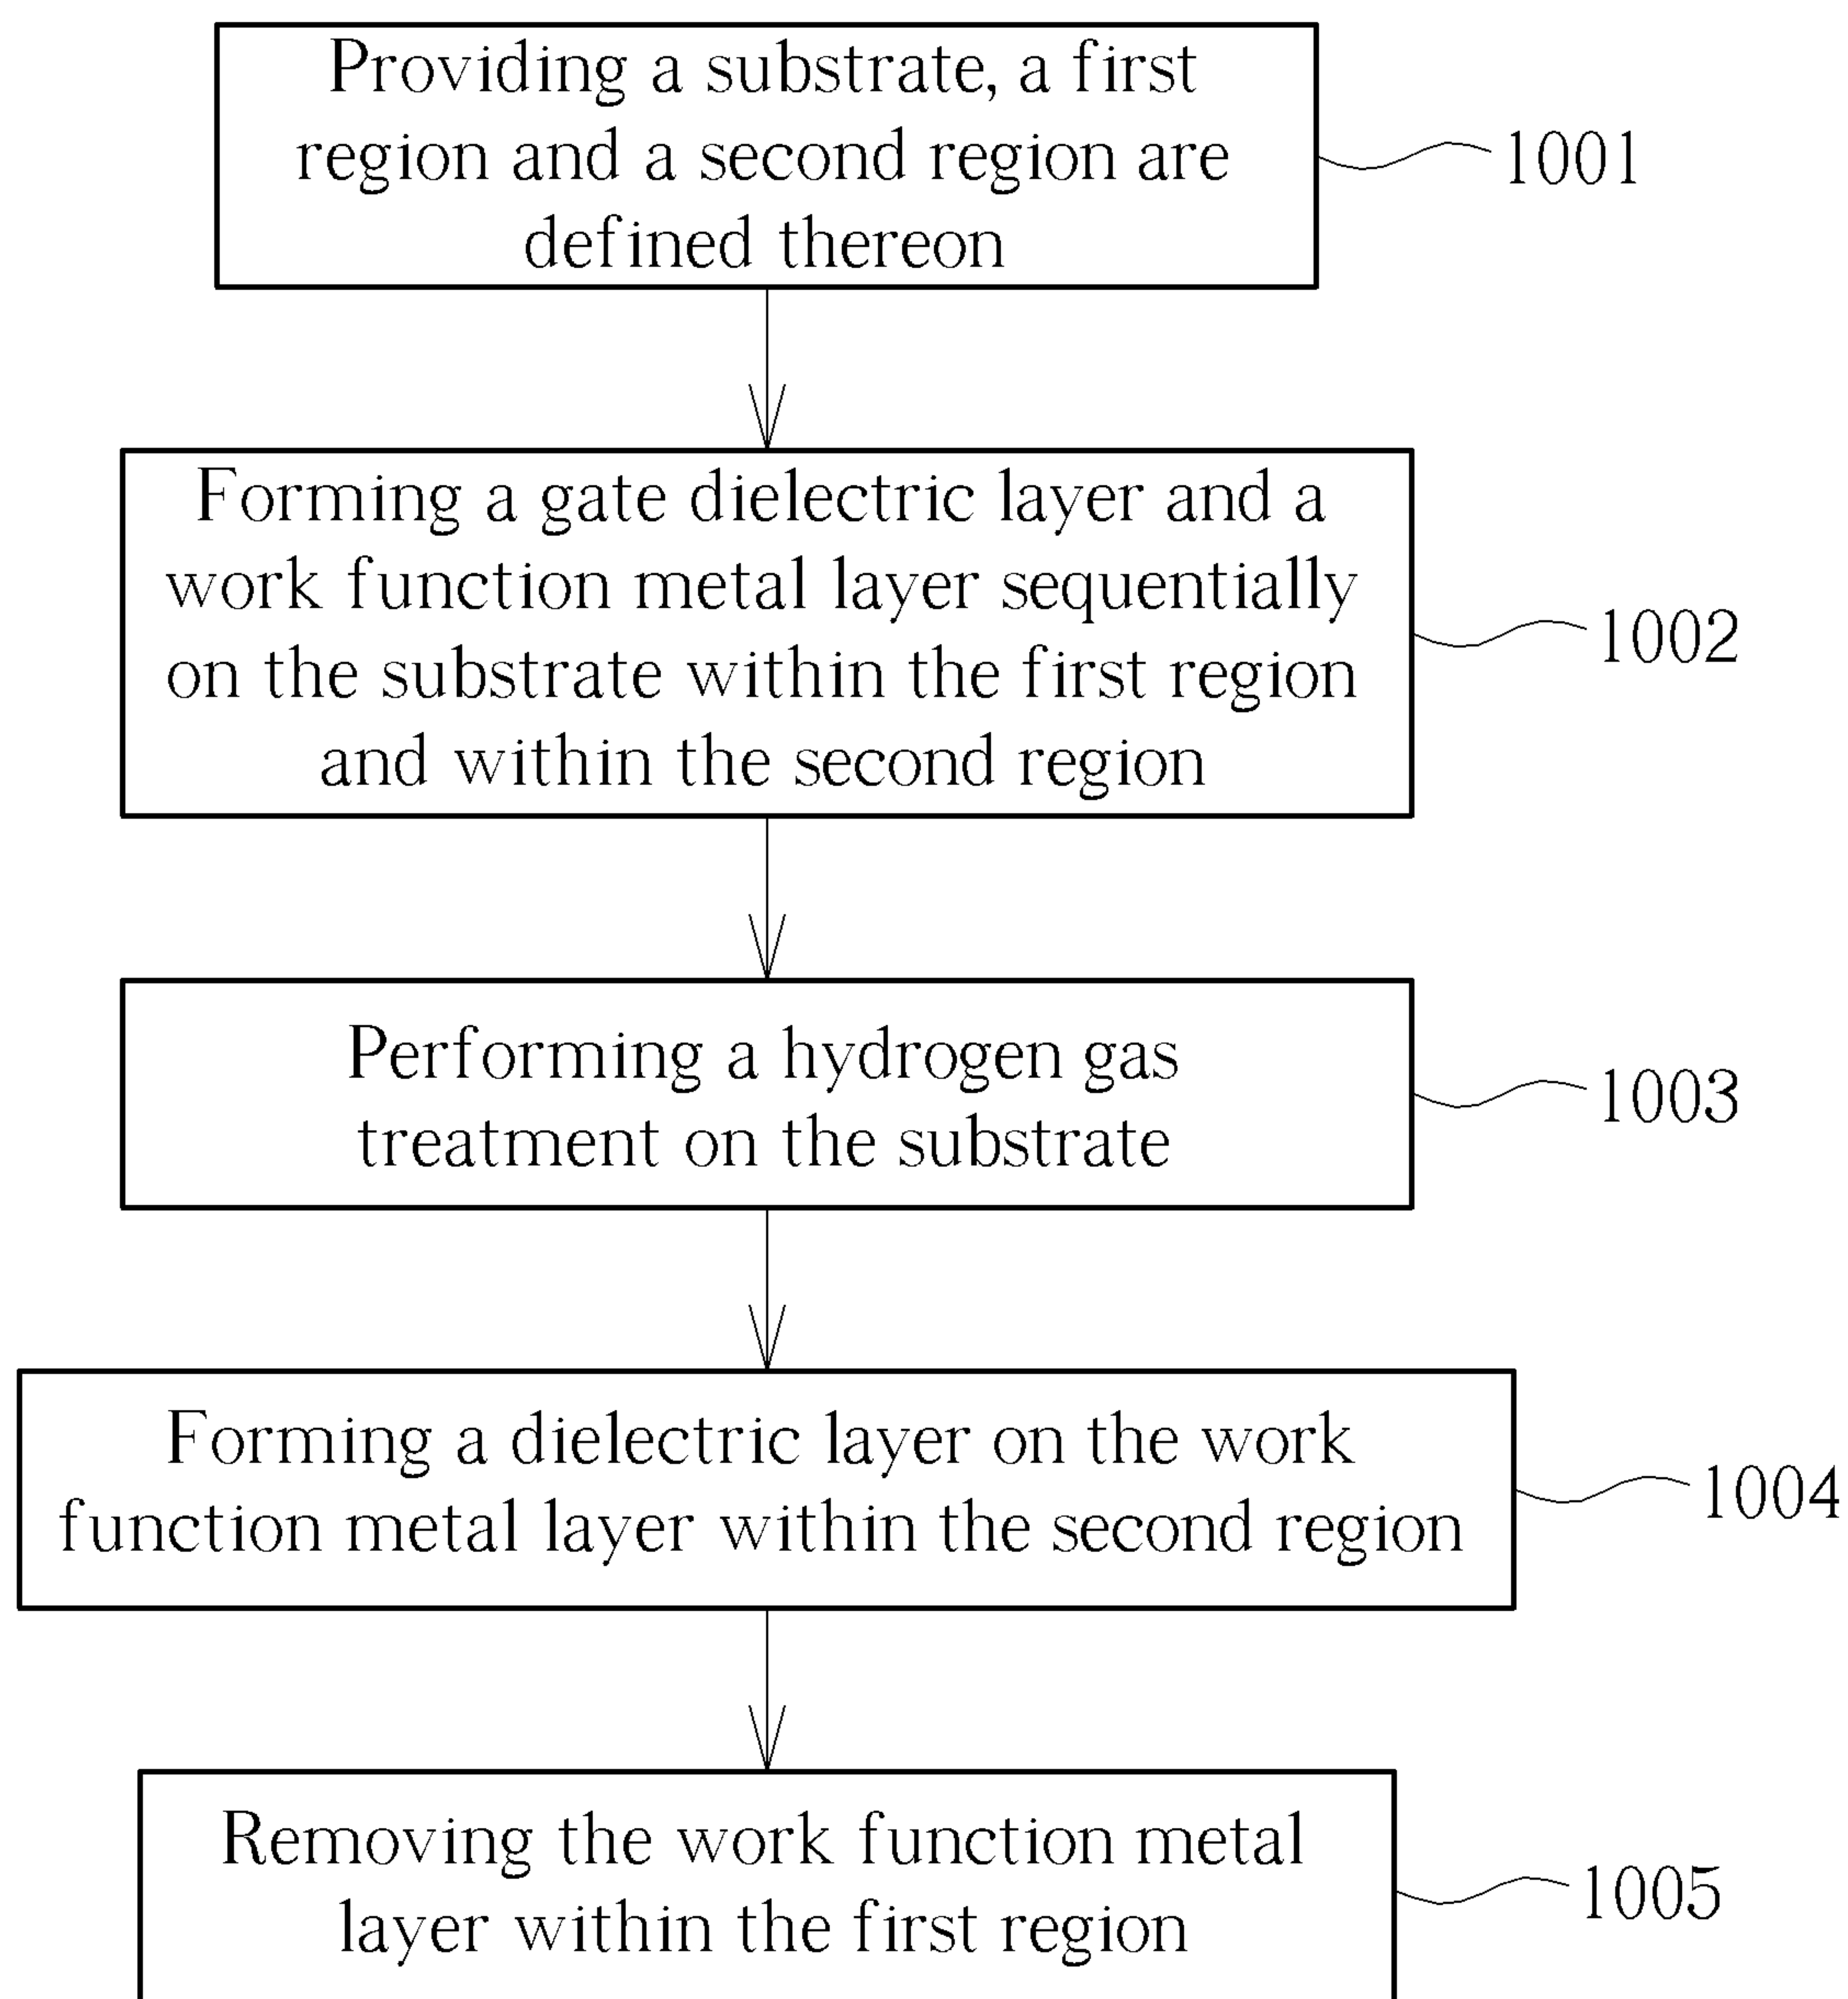 Providing a substrate, a first
region and a second region are
defined thereon
1001
Forming a gate dielectric layer and a
work function metal layer sequentially
on the substrate within the first region
and within the second region
1002
Performing a hydrogen gas
treatment on the substrate
1003
Forming a dielectric layer on the work
function metal layer within the second region
1004
Removing the work function metal
layer within the first region
1005